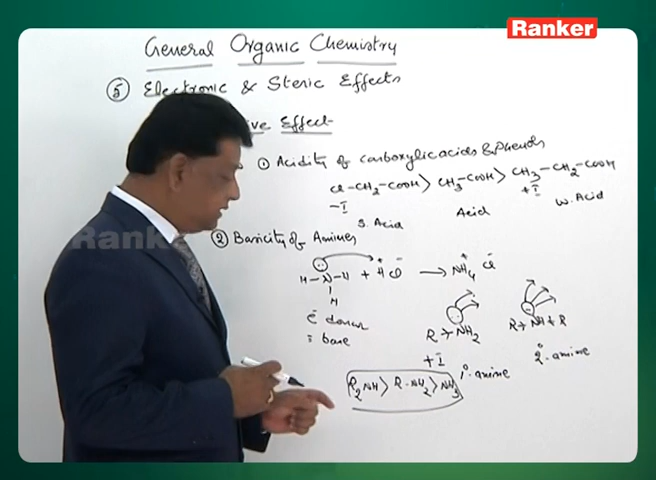 Ranker
General Organic Chemistry
⑤ Electronic & Steric Effects
ive Effect
① Acidity of Carboxylic acids & Phenols
Cl-CH₂-COOH > CH₃-COOH > CH₃-CH₂-COOH
-I +I
S. Acid Acid W. Acid
Ranker
② Basicity of Amines
H-N-H + H⁺ Cl⁻ → NH₄⁺ Cl⁻
H
e⁻ donor
base
R→NH₂ R→NH←R
+I
1° amine 2° amine
R₂NH > R-NH₂ > NH₃